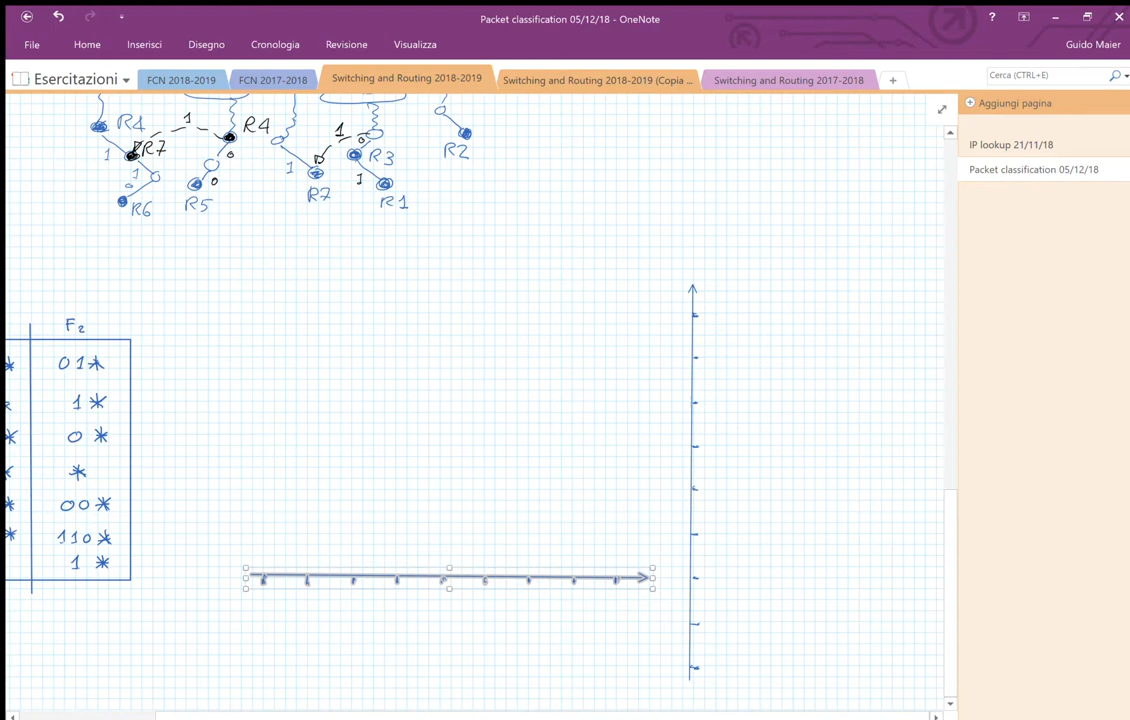 Packet classification 05/12/18 - OneNote
?
File Home Inserisci Disegno Cronologia Revisione Visualizza
Guido Maier
Esercitazioni
FCN 2018-2019
FCN 2017-2018
Switching and Routing 2018-2019
Switching and Routing 2018-2019 (Copia ...
Switching and Routing 2017-2018
+
Cerca (CTRL+E)
Aggiungi pagina
IP lookup 21/11/18
Packet classification 05/12/18
R4 1 R4 1
R7 0 0 R3 R2
1 1
0 0 1 1
R6 R5 R7 R1
F2
* 01*
1*
* 0*
*
* 00*
* 110*
1*